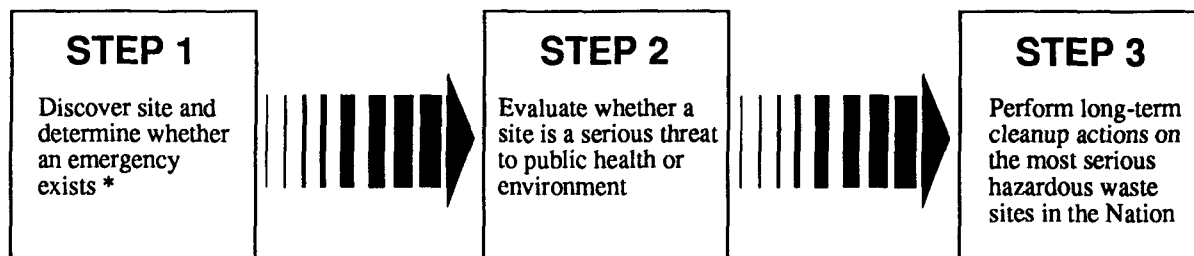 STEP 1
Discover site and
determine whether
an emergency
exists *
STEP 2
Evaluate whether a
site is a serious threat
to public health or
environment
STEP 3
Perform long-term
cleanup actions on
the most serious
hazardous waste
sites in the Nation